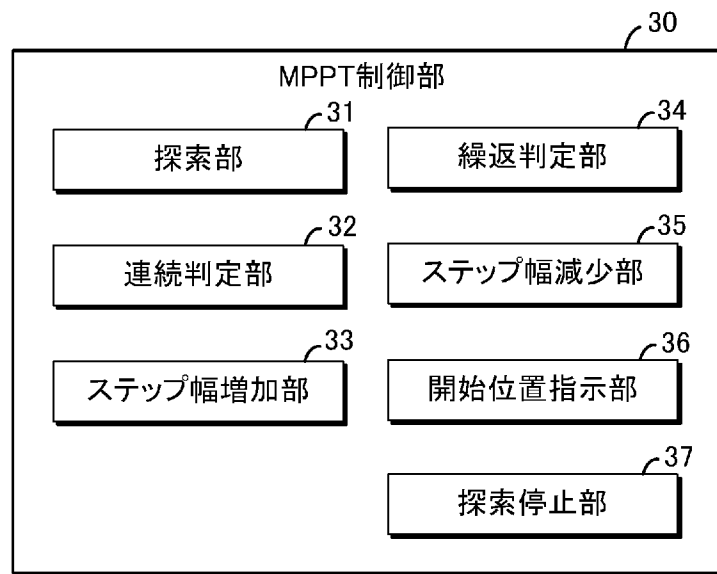 30
MPPT制御部
31
探索部
32
連続判定部
33
ステップ幅増加部
34
繰返判定部
35
ステップ幅減少部
36
開始位置指示部
37
探索停止部